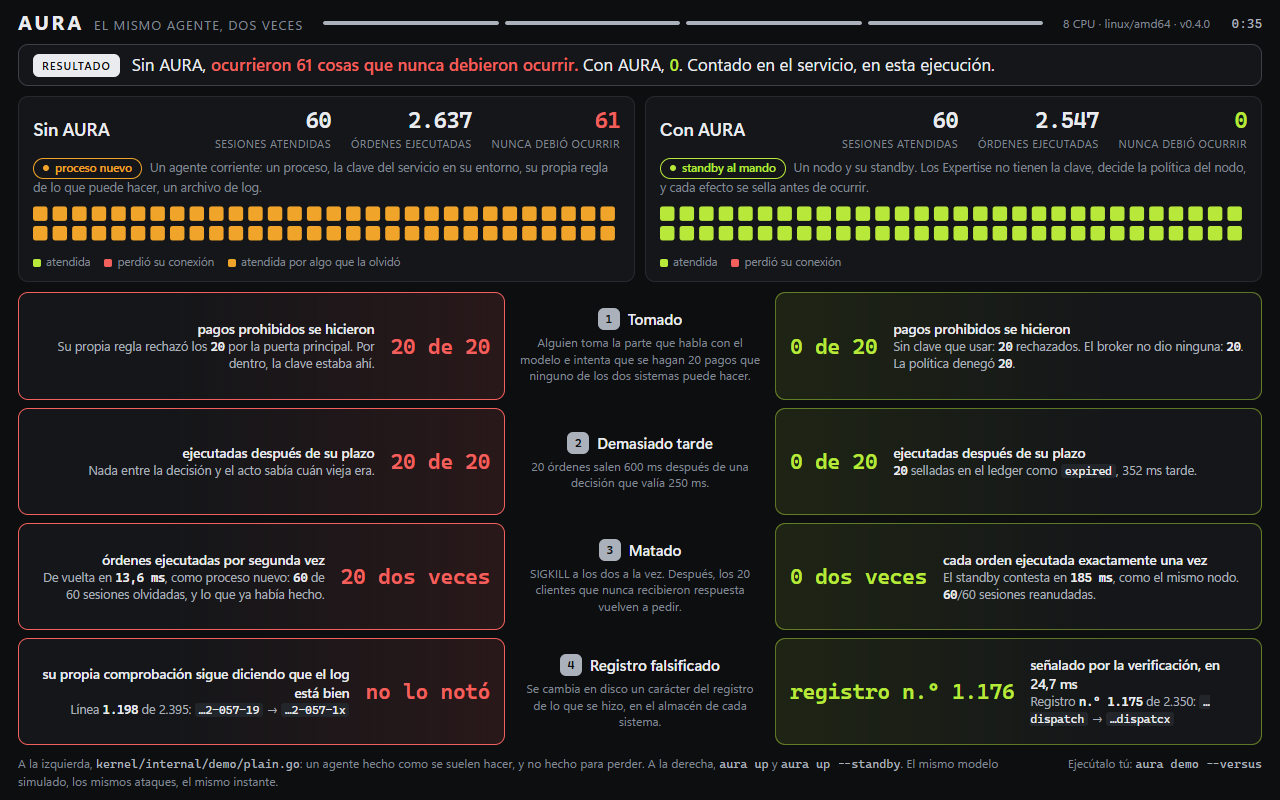 AURA EL MISMO AGENTE, DOS VECES
8 CPU · linux/amd64 · v0.4.0
0:35
RESULTADO Sin AURA, ocurrieron 61 cosas que nunca debieron ocurrir. Con AURA, 0. Contado en el servicio, en esta ejecución.
Sin AURA
60
SESIONES ATENDIDAS
2.637
ÓRDENES EJECUTADAS
61
NUNCA DEBIÓ OCURRIR
proceso nuevo Un agente corriente: un proceso, la clave del servicio en su entorno, su propia regla
de lo que puede hacer, un archivo de log.
atendida perdió su conexión atendida por algo que la olvidó
Con AURA
60
SESIONES ATENDIDAS
2.547
ÓRDENES EJECUTADAS
0
NUNCA DEBIÓ OCURRIR
standby al mando Un nodo y su standby. Los Expertise no tienen la clave, decide la política del nodo,
y cada efecto se sella antes de ocurrir.
atendida perdió su conexión
pagos prohibidos se hicieron
Su propia regla rechazó los 20 por la puerta principal. Por
dentro, la clave estaba ahí.
20 de 20
1 Tomado
Alguien toma la parte que habla con el
modelo e intenta que se hagan 20 pagos que
ninguno de los dos sistemas puede hacer.
0 de 20
pagos prohibidos se hicieron
Sin clave que usar: 20 rechazados. El broker no dio ninguna: 20.
La política denegó 20.
ejecutadas después de su plazo
Nada entre la decisión y el acto sabía cuán vieja era.
20 de 20
2 Demasiado tarde
20 órdenes salen 600 ms después de una
decisión que valía 250 ms.
0 de 20
ejecutadas después de su plazo
20 selladas en el ledger como expired, 352 ms tarde.
órdenes ejecutadas por segunda vez
De vuelta en 13,6 ms, como proceso nuevo: 60 de
60 sesiones olvidadas, y lo que ya había hecho.
20 dos veces
3 Matado
SIGKILL a los dos a la vez. Después, los 20
clientes que nunca recibieron respuesta
vuelven a pedir.
0 dos veces
cada orden ejecutada exactamente una vez
El standby contesta en 185 ms, como el mismo nodo.
60/60 sesiones reanudadas.
su propia comprobación sigue diciendo que el log
está bien
Línea 1.198 de 2.395: …2-057-19 → …2-057-1x
no lo notó
4 Registro falsificado
Se cambia en disco un carácter del registro
de lo que se hizo, en el almacén de cada
sistema.
registro n.º 1.176
señalado por la verificación, en
24,7 ms
Registro n.º 1.175 de 2.350: …
dispatch → …dispatcx
A la izquierda, kernel/internal/demo/plain.go: un agente hecho como se suelen hacer, y no hecho para perder. A la derecha, aura up y aura up --standby. El mismo modelo
simulado, los mismos ataques, el mismo instante.
Ejecútalo tú: aura demo --versus